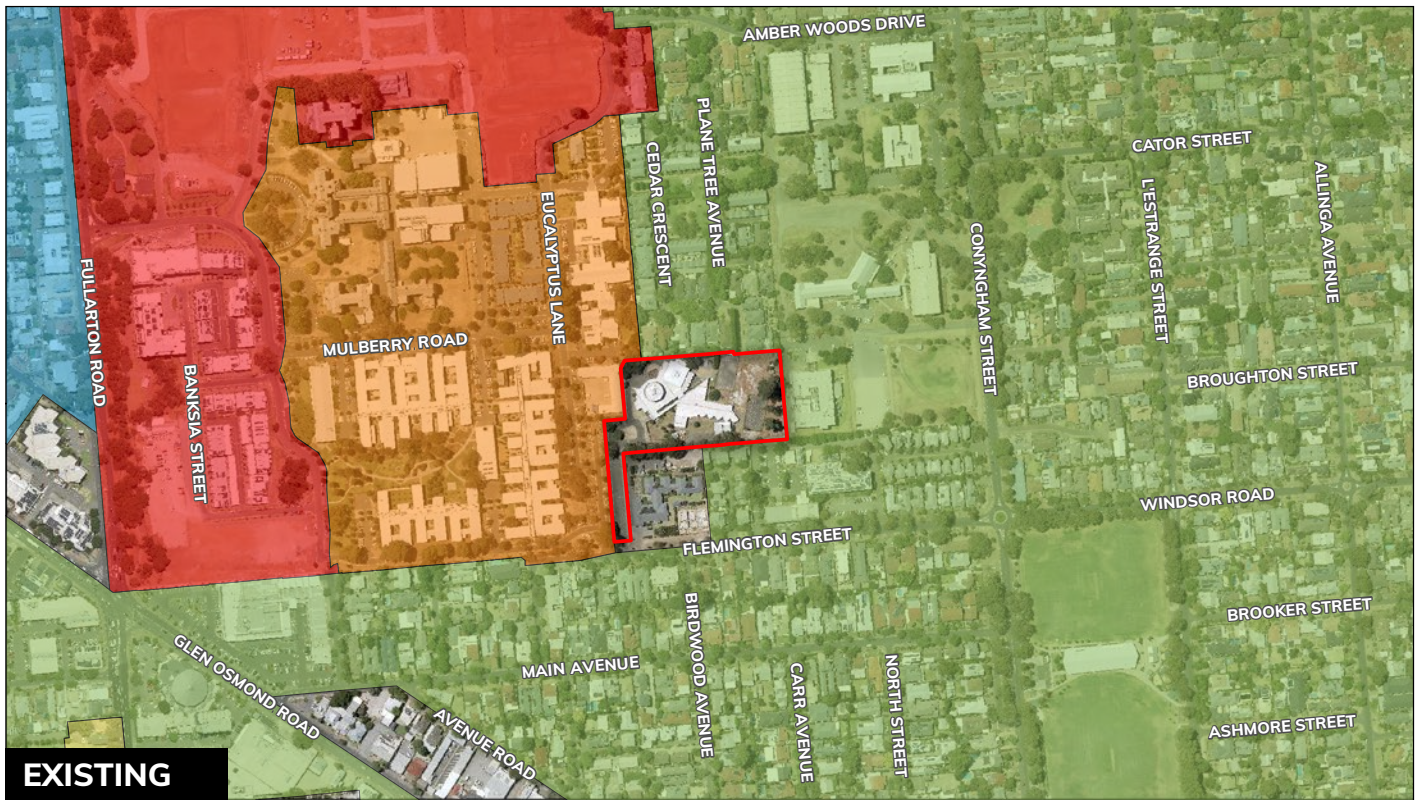 AMBER WOODS DRIVE
PLANE TREE AVENUE
CATOR STREET
CEDAR CRESCENT
L'ESTRANGE STREET
ALLINGA AVENUE
EUCALYPTUS LANE
CONYNGHAM STREET
FULLARTON ROAD
MULBERRY ROAD
BANKSIA STREET
BROUGHTON STREET
WINDSOR ROAD
FLEMINGTON STREET
BIRDWOOD AVENUE
BROOKER STREET
GLEN OSMOND ROAD
MAIN AVENUE
CARR AVENUE
NORTH STREET
AVENUE ROAD
ASHMORE STREET
EXISTING